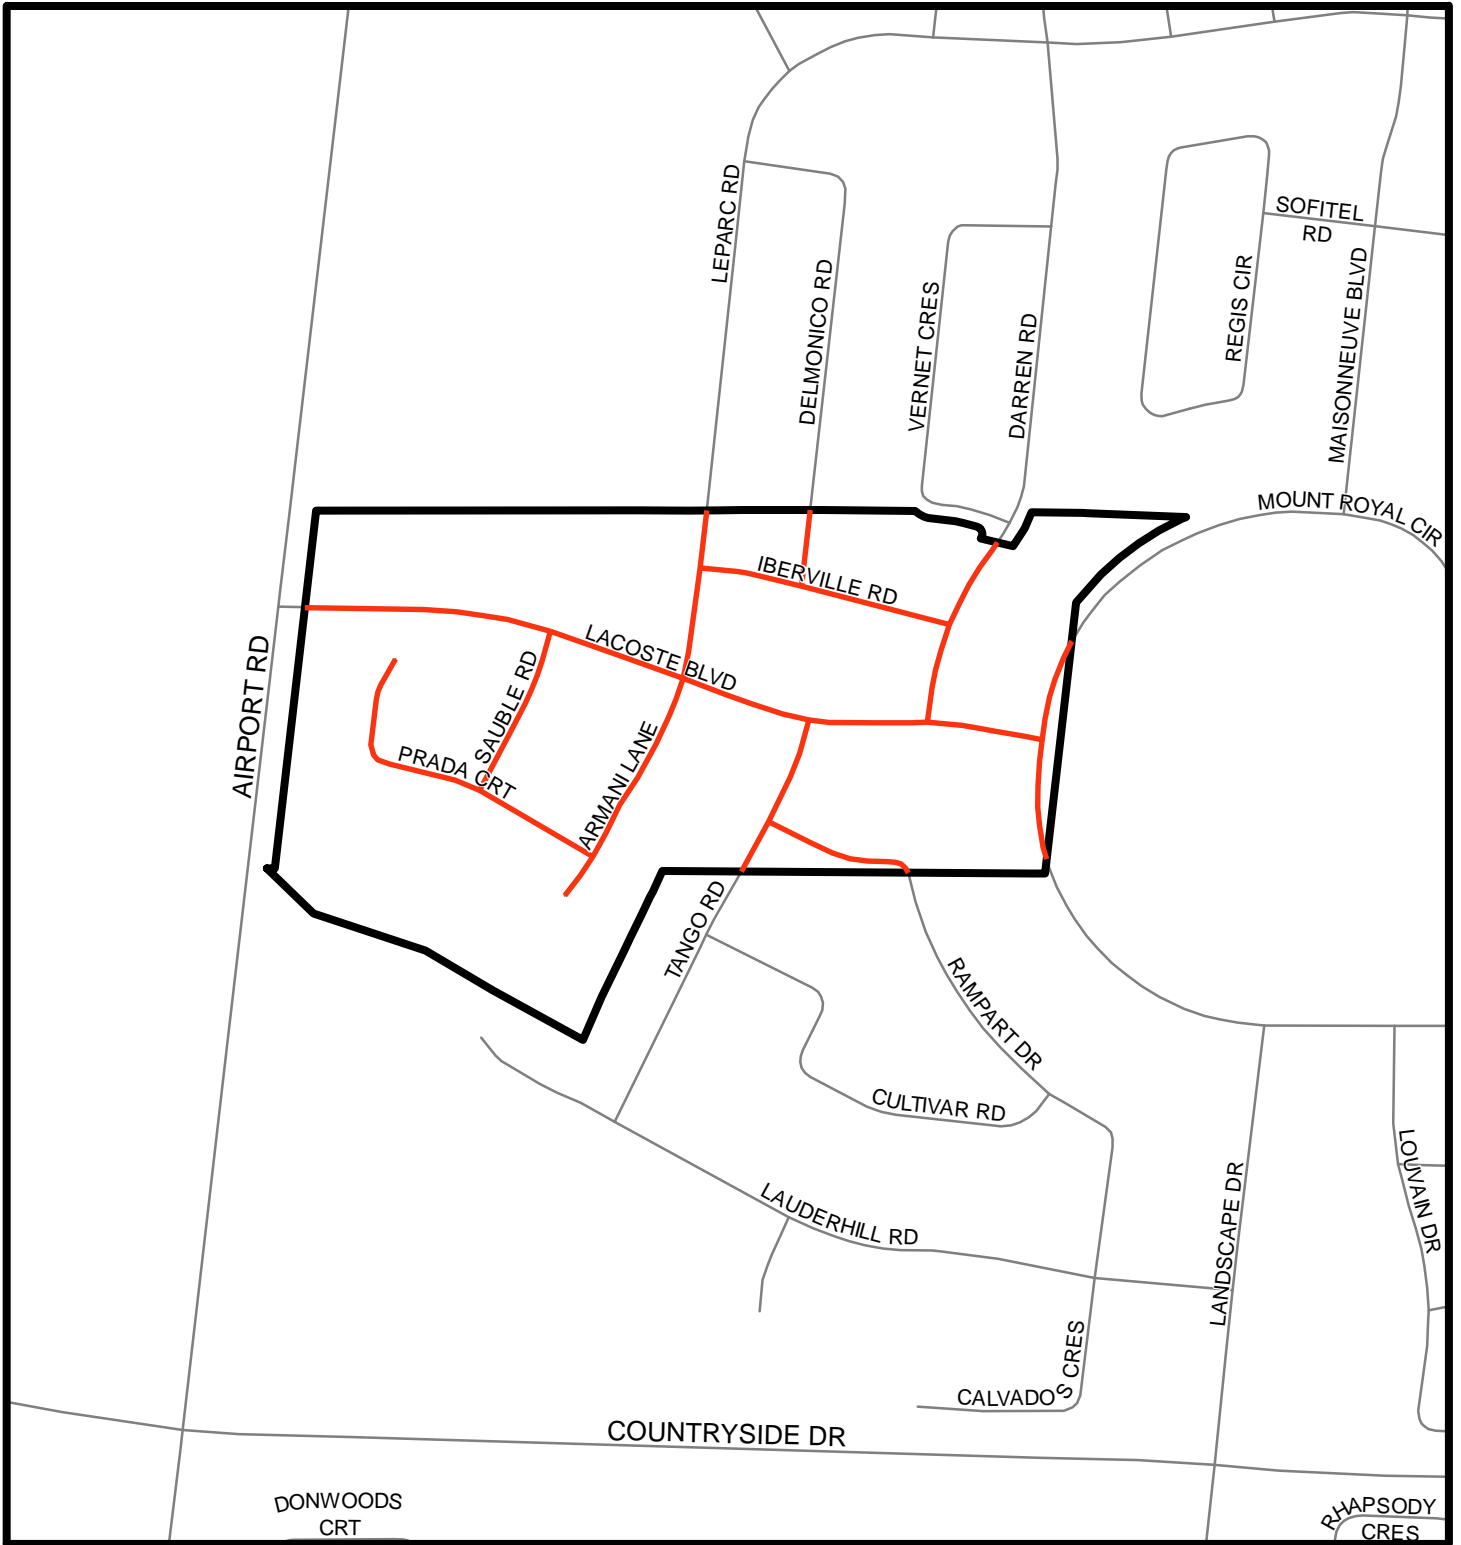 LEPARC RD
DELMONICO RD
VERNET CRES
DARREN RD
REGIS CIR
SOFITEL
RD
MAISONNEUVE BLVD
MOUNT ROYAL CIR
IBERVILLE RD
LACOSTE BLVD
AIRPORT RD
SAUBLE RD
PRADA CRT
ARMANI LANE
TANGO RD
RAMPART DR
CULTIVAR RD
LAUDERHILL RD
LANDSCAPE DR
LOUVAIN DR
CALVADOS CRES
COUNTRYSIDE DR
DONWOODS
CRT
RHAPSODY
CRES